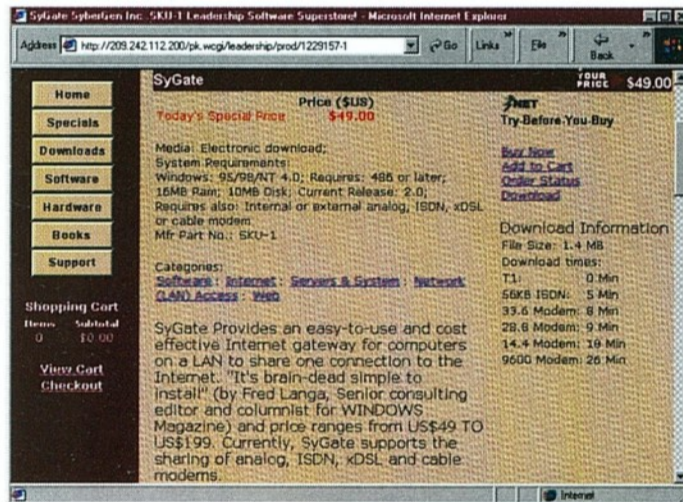 SyGate SyberGen Inc. SKU-1 Leadership Software Superstore! - Microsoft Internet Explorer
Address http://209.242.112.200/pk.wcgi/leadership/prod/1229157-1 Go Links File Back
Home
Specials
Downloads
Software
Hardware
Books
Support
Shopping Cart
Items Subtotal
0 $0.00
View Cart
Checkout
SyGate
YOUR PRICE $49.00
Price ($US)
Today's Special Price $49.00
Media: Electronic download;
System Requirements:
Windows: 95/98/NT 4.0; Requires: 486 or later;
16MB Ram; 10MB Disk; Current Release: 2.0;
Requires also: Internal or external analog, ISDN, xDSL
or cable modem
Mfr Part No.: SKU-1
Categories:
Software : Internet : Servers & System : Network
(LAN) Access : Web
SyGate Provides an easy-to-use and cost
effective Internet gateway for computers
on a LAN to share one connection to the
Internet. "It's brain-dead simple to
install" (by Fred Langa, Senior consulting
editor and columnist for WINDOWS
Magazine) and price ranges from US$49 TO
US$199. Currently, SyGate supports the
sharing of analog, ISDN, xDSL and cable
modems.
Try Before You Buy
Buy Now
Add to Cart
Order Status
Download
Download Information
File Size: 1.4 MB
Download times:
T1: 0 Min
56KB ISDN: 5 Min
33.6 Modem: 8 Min
28.8 Modem: 9 Min
14.4 Modem: 18 Min
9600 Modem: 26 Min
Internet